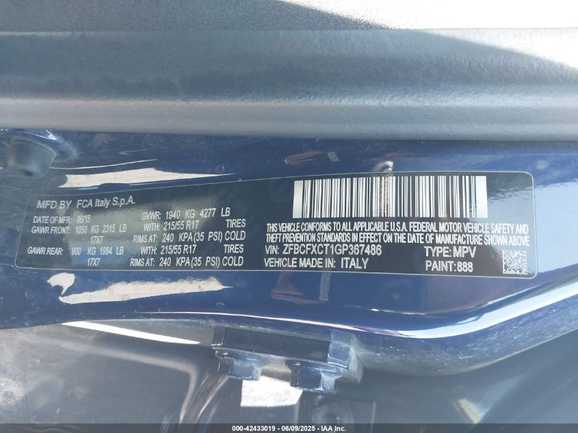 MFD BY FCA Italy S.p.A.
DATE OF MFR: 06/15 GVWR: 1940 KG 4277 LB
GAWR FRONT: 1050 KG 2315 LB WITH 215/55 R17 TIRES
17X7 RIMS AT 240 KPA (35 PSI) COLD
GAWR REAR: 900 KG 1984 LB WITH 215/55 R17 TIRES
17X7 RIMS AT 240 KPA (35 PSI) COLD
THIS VEHICLE CONFORMS TO ALL APPLICABLE U.S.A. FEDERAL
MOTOR VEHICLE SAFETY, BUMPER, AND THEFT PREVENTION
STANDARDS IN EFFECT ON THE DATE OF MANUFACTURE SHOWN ABOVE
VIN: ZFBCFXCT1GP367486 TYPE: MPV
VEHICLE MADE IN: ITALY PAINT: 888
000-42433019 - 06/09/2025 - IAA Inc.